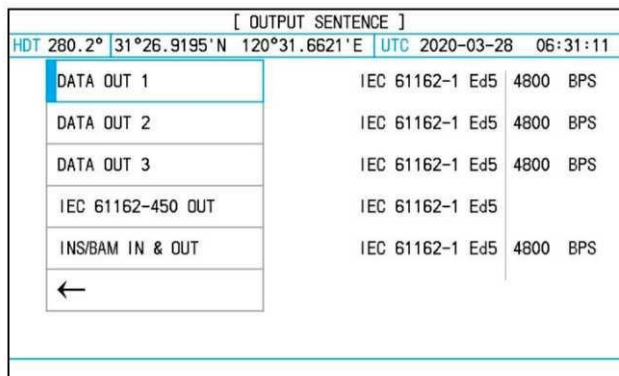 [ OUTPUT SENTENCE ]
HDT 280.2° 31°26.9195'N 120°31.6621'E UTC 2020-03-28 06:31:11
DATA OUT 1 IEC 61162-1 Ed5 4800 BPS
DATA OUT 2 IEC 61162-1 Ed5 4800 BPS
DATA OUT 3 IEC 61162-1 Ed5 4800 BPS
IEC 61162-450 OUT IEC 61162-1 Ed5
INS/BAM IN & OUT IEC 61162-1 Ed5 4800 BPS
←